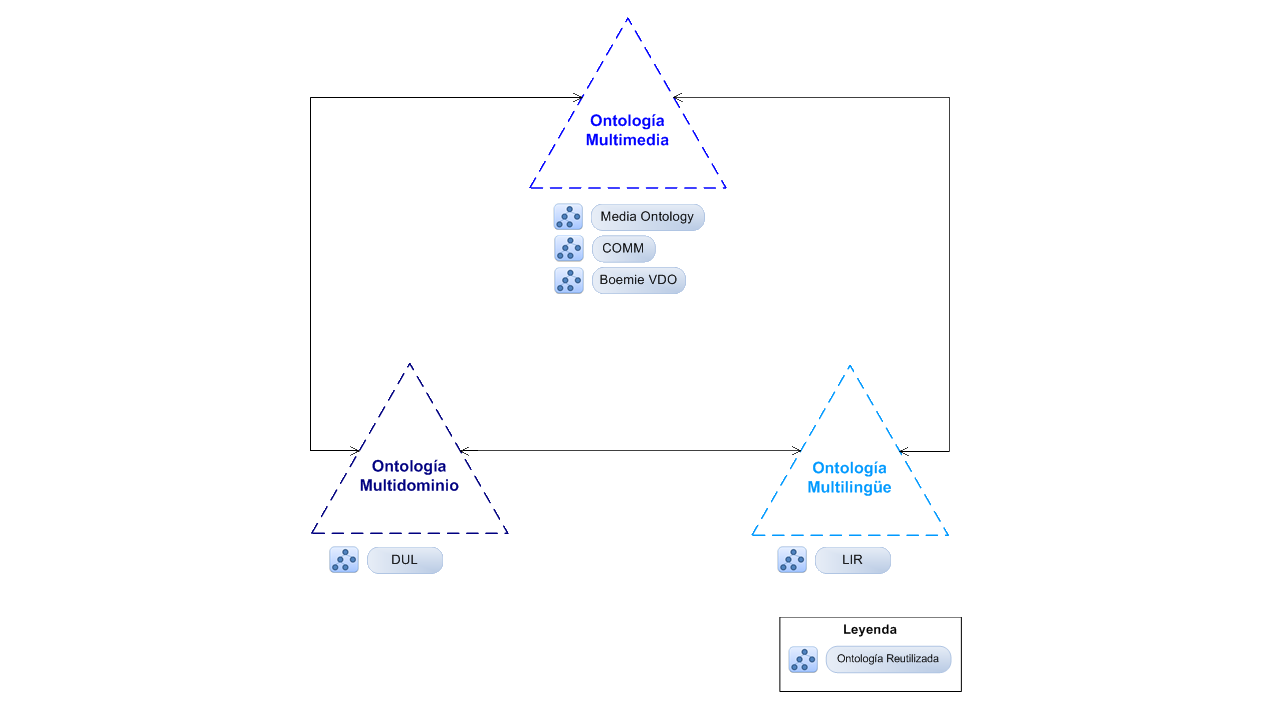 Ontología
Multimedia
Media Ontology
COMM
Boemie VDO
Ontología
Multidominio
DUL
Ontología
Multilingüe
LIR
Leyenda
Ontología Reutilizada